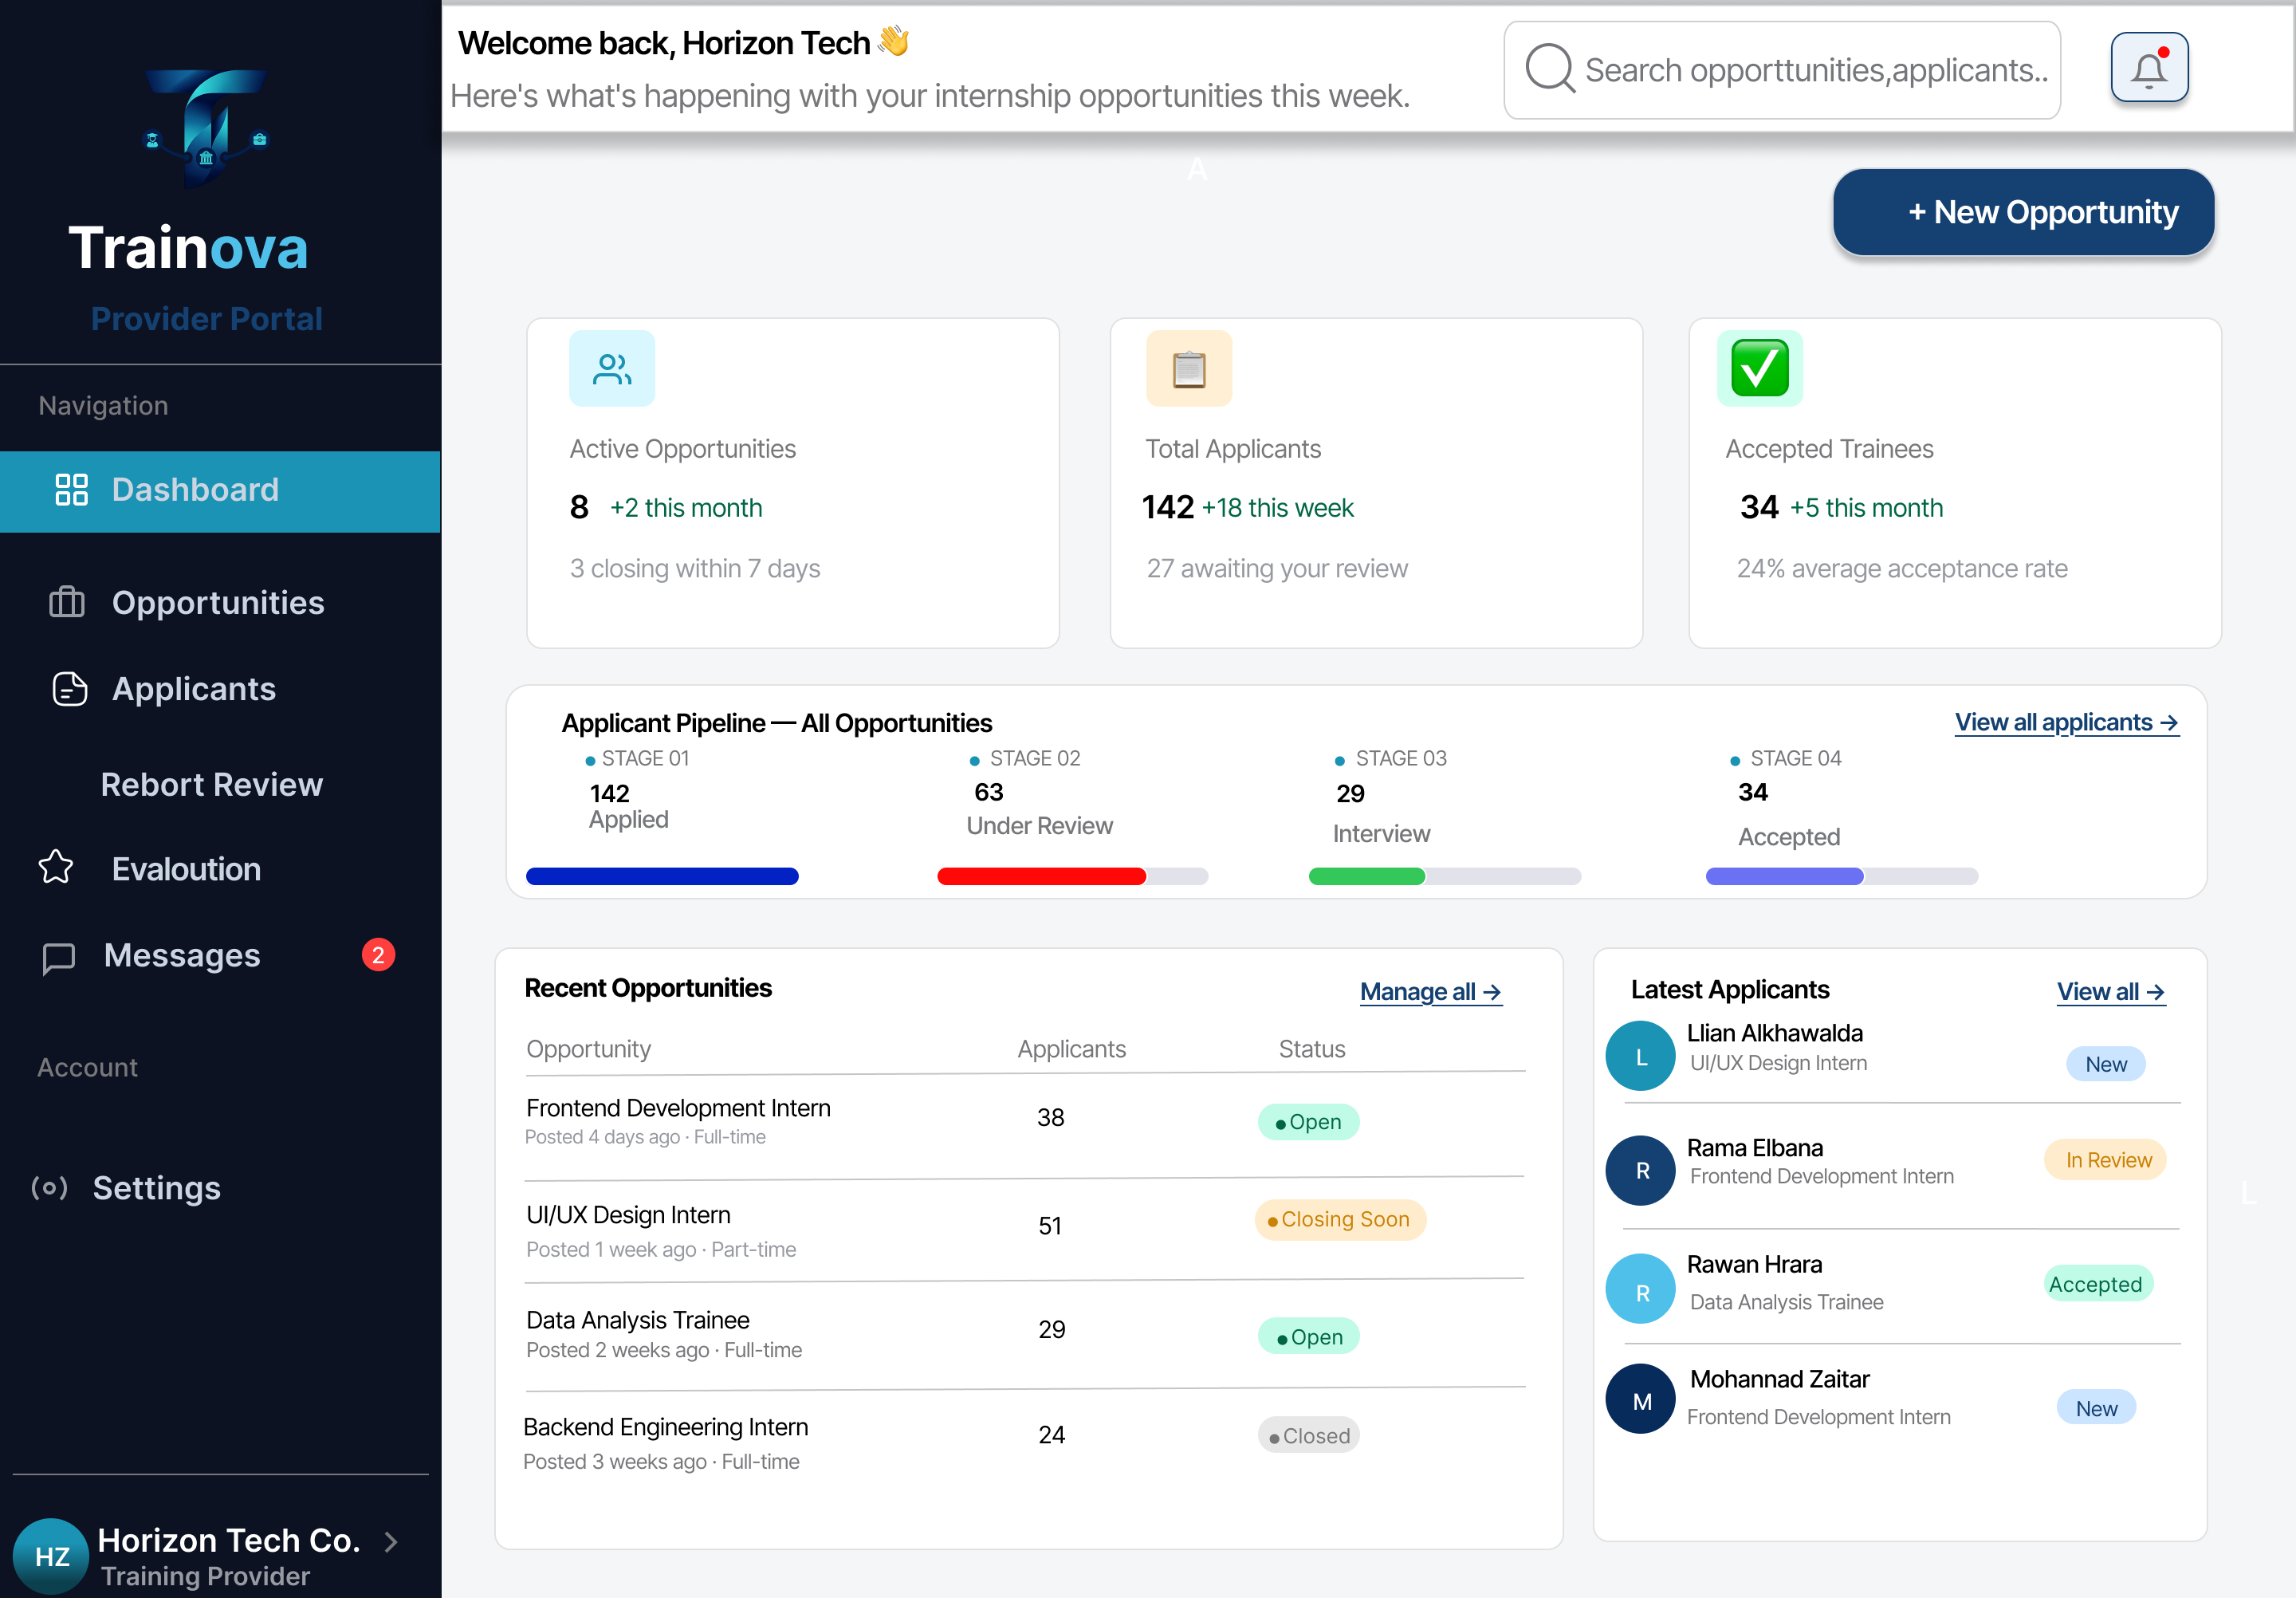 Trainova
Provider Portal
Navigation
Dashboard
Opportunities
Applicants
Rebort Review
Evaloution
Messages 2
Account
Settings
HZ
Horizon Tech Co.
Training Provider
Welcome back, Horizon Tech 👋
Here's what's happening with your internship opportunities this week.
Search opporttunities,applicants..
A
+ New Opportunity
Active Opportunities
8 +2 this month
3 closing within 7 days
Total Applicants
142 +18 this week
27 awaiting your review
Accepted Trainees
34 +5 this month
24% average acceptance rate
Applicant Pipeline — All Opportunities
View all applicants →
STAGE 01
142
Applied
STAGE 02
63
Under Review
STAGE 03
29
Interview
STAGE 04
34
Accepted
Recent Opportunities
Manage all →
Opportunity Applicants Status
Frontend Development Intern 38 Open
Posted 4 days ago · Full-time
UI/UX Design Intern 51 Closing Soon
Posted 1 week ago · Part-time
Data Analysis Trainee 29 Open
Posted 2 weeks ago · Full-time
Backend Engineering Intern 24 Closed
Posted 3 weeks ago · Full-time
Latest Applicants
View all →
L
Llian Alkhawalda
UI/UX Design Intern
New
R
Rama Elbana
Frontend Development Intern
In Review
L
R
Rawan Hrara
Data Analysis Trainee
Accepted
M
Mohannad Zaitar
Frontend Development Intern
New